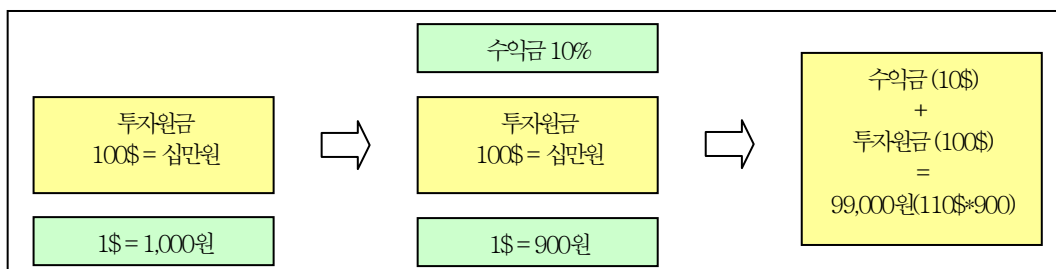 수익금 10%
투자원금
100$ = 십만원
1$ = 1,000원
투자원금
100$ = 십만원
1$ = 900원
수익금 (10$)
+
투자원금 (100$)
=
99,000원(110$*900)